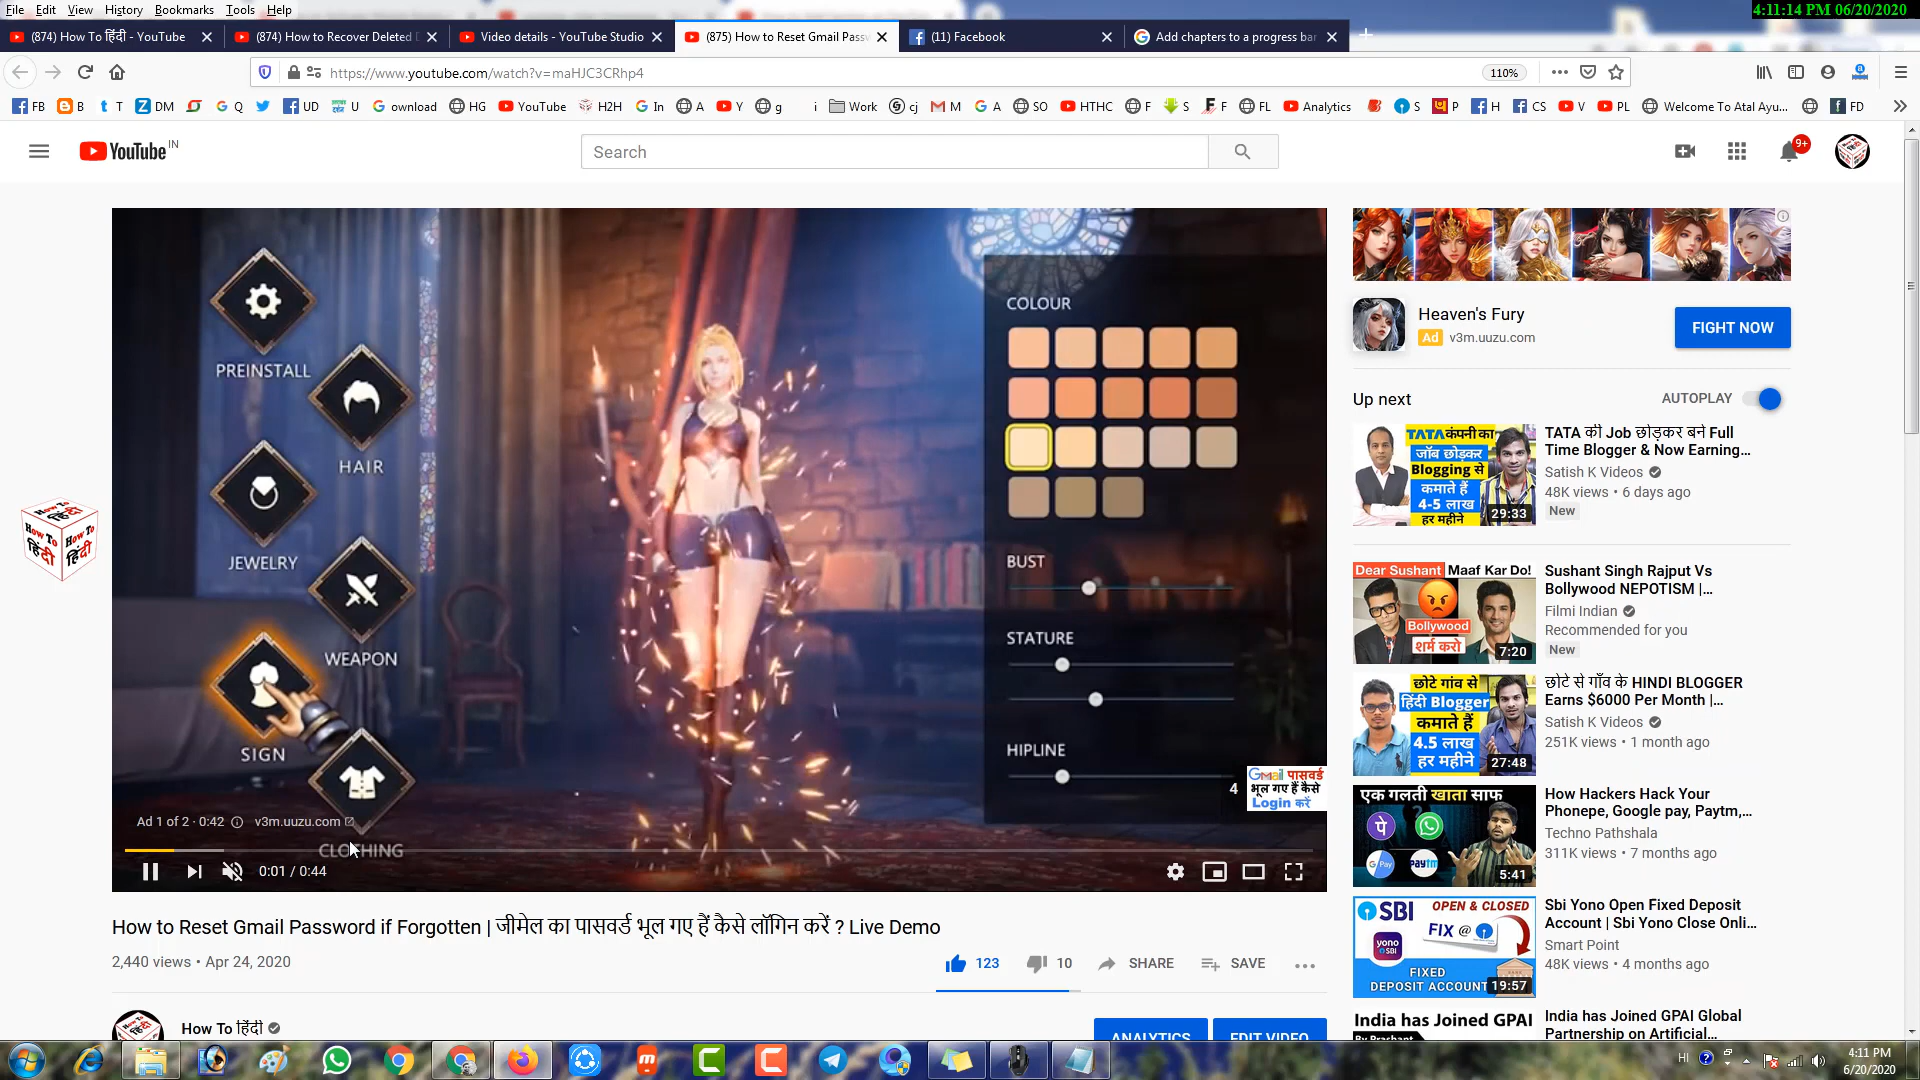 File Edit View History Bookmarks Tools Help
4:11:14 PM 06/20/2020
(874) How To हिंदी - YouTube
(874) How to Recover Deleted
Video details - YouTube Studio
(875) How to Reset Gmail Passw
(11) Facebook
Add chapters to a progress bar
https://www.youtube.com/watch?v=maHJC3CRhp4
110%
FB B T DM G Q UD U ownload HG YouTube H2H In A Y g i Work cj M A SO HTHC F S F FL Analytics S P H CS V PL Welcome To Atal Ayu... FD
YouTube IN
Search
9+
PREINSTALL
HAIR
JEWELRY
WEAPON
SIGN
CLOTHING
COLOUR
BUST
STATURE
HIPLINE
How To हिंदी
How To हिंदी
4
Gmail पासवर्ड
भूल गए हैं कैसे
Login करें
Ad 1 of 2 · 0:42 v3m.uuzu.com
0:01 / 0:44
How to Reset Gmail Password if Forgotten | जीमेल का पासवर्ड भूल गए हैं कैसे लॉगिन करें ? Live Demo
2,440 views • Apr 24, 2020
123 10 SHARE SAVE
How To हिंदी
ANALYTICS EDIT VIDEO
Heaven's Fury
Ad v3m.uuzu.com
FIGHT NOW
Up next
AUTOPLAY
TATA कंपनी का
जॉब छोड़कर
Blogging से
कमाते हैं
4-5 लाख
हर महीने
29:33
TATA की Job छोड़कर बने Full
Time Blogger & Now Earning...
Satish K Videos
48K views • 6 days ago
New
Dear Sushant Maaf Kar Do!
Bollywood
शर्म करो
7:20
Sushant Singh Rajput Vs
Bollywood NEPOTISM |...
Filmi Indian
Recommended for you
New
छोटे गांव से
हिंदी Blogger
कमाते हैं
4.5 लाख
हर महीने
27:48
छोटे से गाँव के HINDI BLOGGER
Earns $6000 Per Month |...
Satish K Videos
251K views • 1 month ago
एक गलती खाता साफ
पे
G Pay
Paytm
5:41
How Hackers Hack Your
Phonepe, Google pay, Paytm,...
Techno Pathshala
311K views • 7 months ago
SBI
OPEN & CLOSED
FIX @
yono
SBI
FIXED
DEPOSIT ACCOUNT
19:57
Sbi Yono Open Fixed Deposit
Account | Sbi Yono Close Onli...
Smart Point
48K views • 4 months ago
India has Joined GPAI
By Prashant
India has Joined GPAI Global
Partnership on Artificial...
HI
4:11 PM
6/20/2020